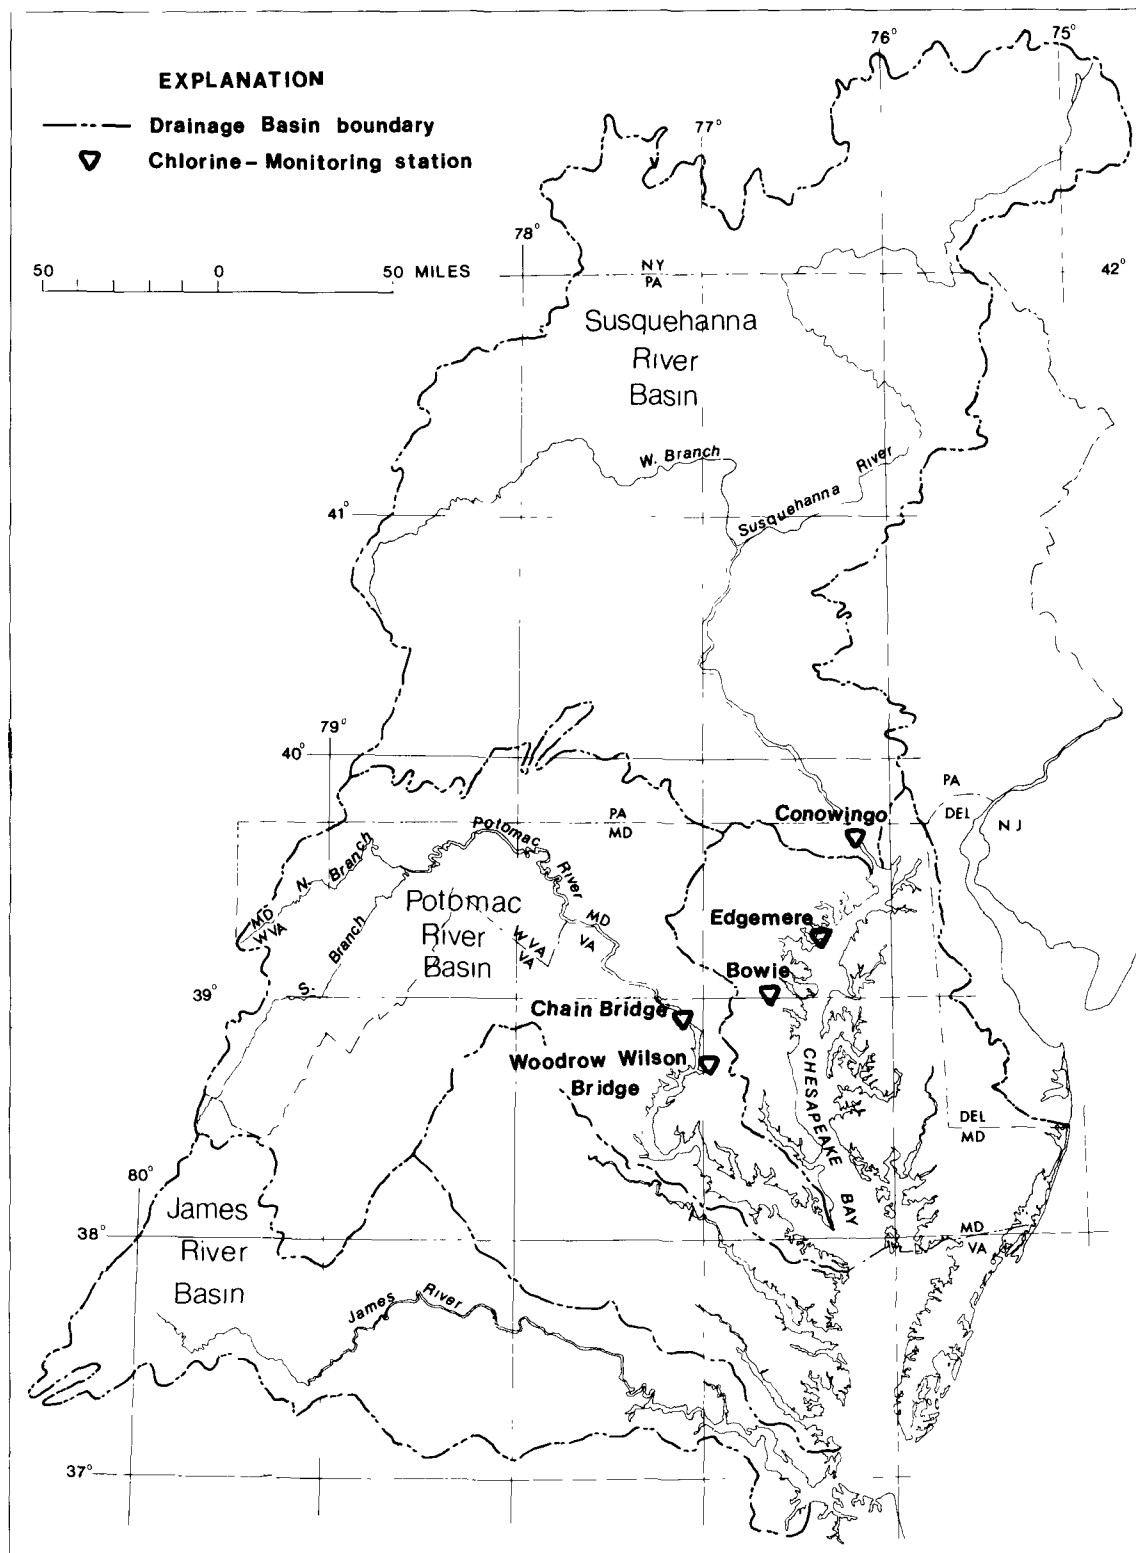 76°
75°
EXPLANATION
Drainage Basin boundary
Chlorine-Monitoring station
77°
78°
50 0 50 MILES
NY
PA
42°
Susquehanna
River
Basin
W. Branch
Susquehanna River
41°
79°
40°
PA
DEL
NJ
PA
MD
Conowingo
Potomac River
N. Branch
MD
WVA
Potomac
River
Basin
S. Branch
MD
VA
WVA
VA
Edgemere
Bowie
39°
Chain Bridge
Woodrow Wilson
Bridge
CHESAPEAKE BAY
DEL
MD
80°
James
River
Basin
38°
MD
VA
James River
37°